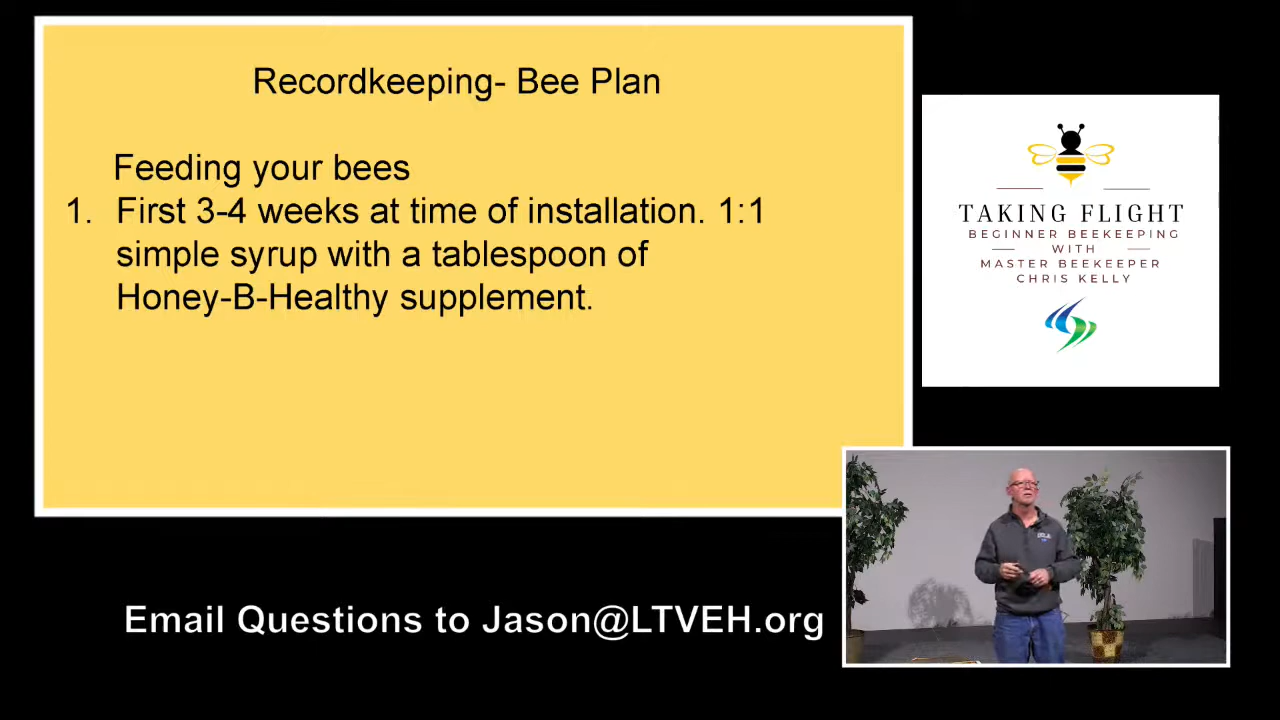 Recordkeeping- Bee Plan
Feeding your bees
1. First 3-4 weeks at time of installation. 1:1
simple syrup with a tablespoon of
Honey-B-Healthy supplement.
TAKING FLIGHT
BEGINNER BEEKEEPING
WITH
MASTER BEEKEEPER
CHRIS KELLY
Email Questions to Jason@LTVEH.org